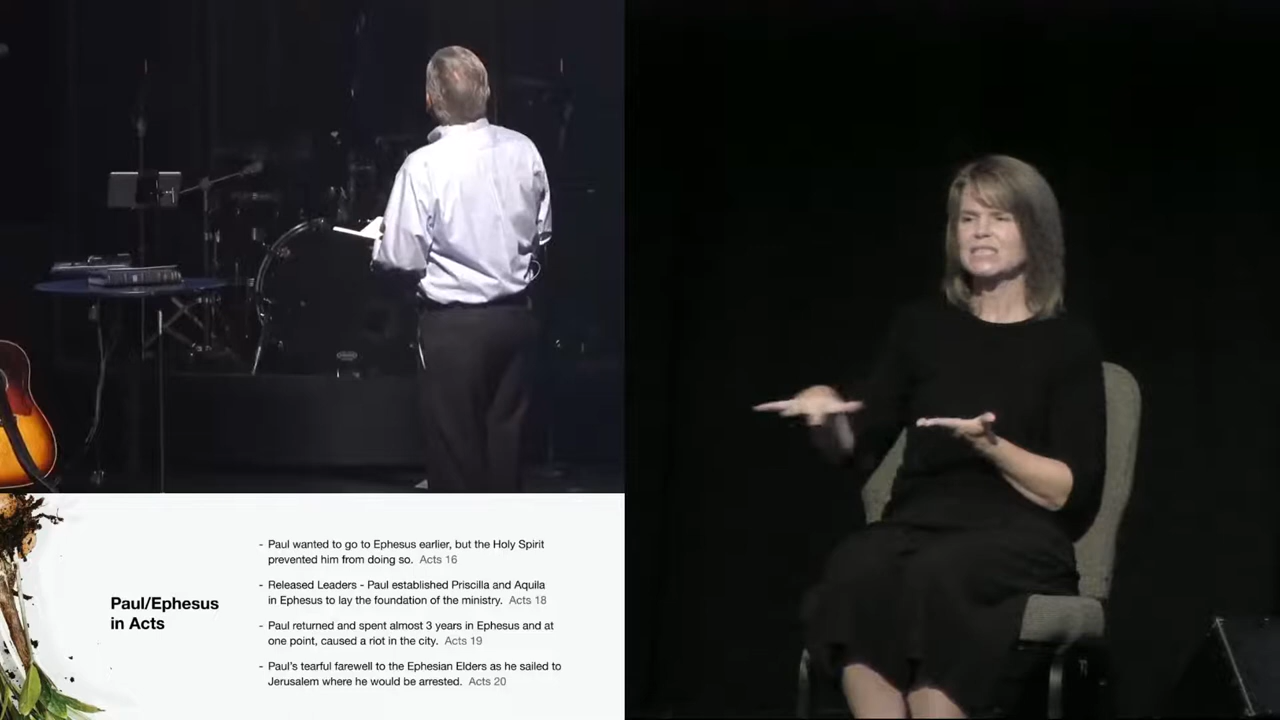 Paul/Ephesus
in Acts
- Paul wanted to go to Ephesus earlier, but the Holy Spirit
prevented him from doing so. Acts 16
- Released Leaders - Paul established Priscilla and Aquila
in Ephesus to lay the foundation of the ministry. Acts 18
- Paul returned and spent almost 3 years in Ephesus and at
one point, caused a riot in the city. Acts 19
- Paul's tearful farewell to the Ephesian Elders as he sailed to
Jerusalem where he would be arrested. Acts 20